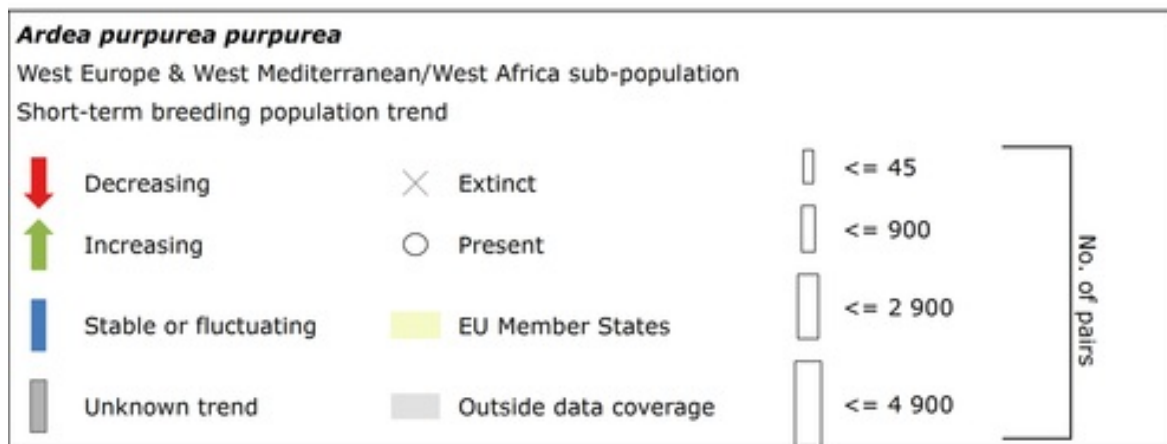 Ardea purpurea purpurea
West Europe & West Mediterranean/West Africa sub-population
Short-term breeding population trend
Decreasing
Extinct
<= 45
Increasing
Present
<= 900
Stable or fluctuating
EU Member States
<= 2 900
Unknown trend
Outside data coverage
<= 4 900
No. of pairs